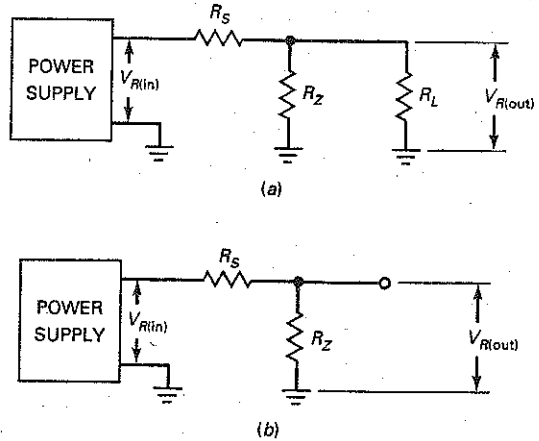 R_S
POWER
SUPPLY
V_R(in)
R_Z
R_L
V_R(out)
(a)
R_S
POWER
SUPPLY
V_R(in)
R_Z
V_R(out)
(b)